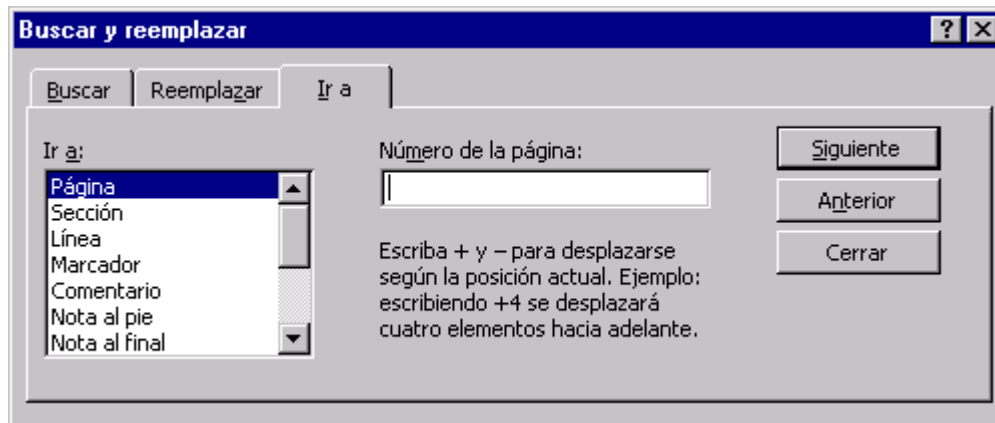 Buscar y reemplazar
Buscar
Reemplazar
Ir a
Ir a:
Página
Sección
Línea
Marcador
Comentario
Nota al pie
Nota al final
Número de la página:
Escriba + y – para desplazarse
según la posición actual. Ejemplo:
escribiendo +4 se desplazará
cuatro elementos hacia adelante.
Siguiente
Anterior
Cerrar